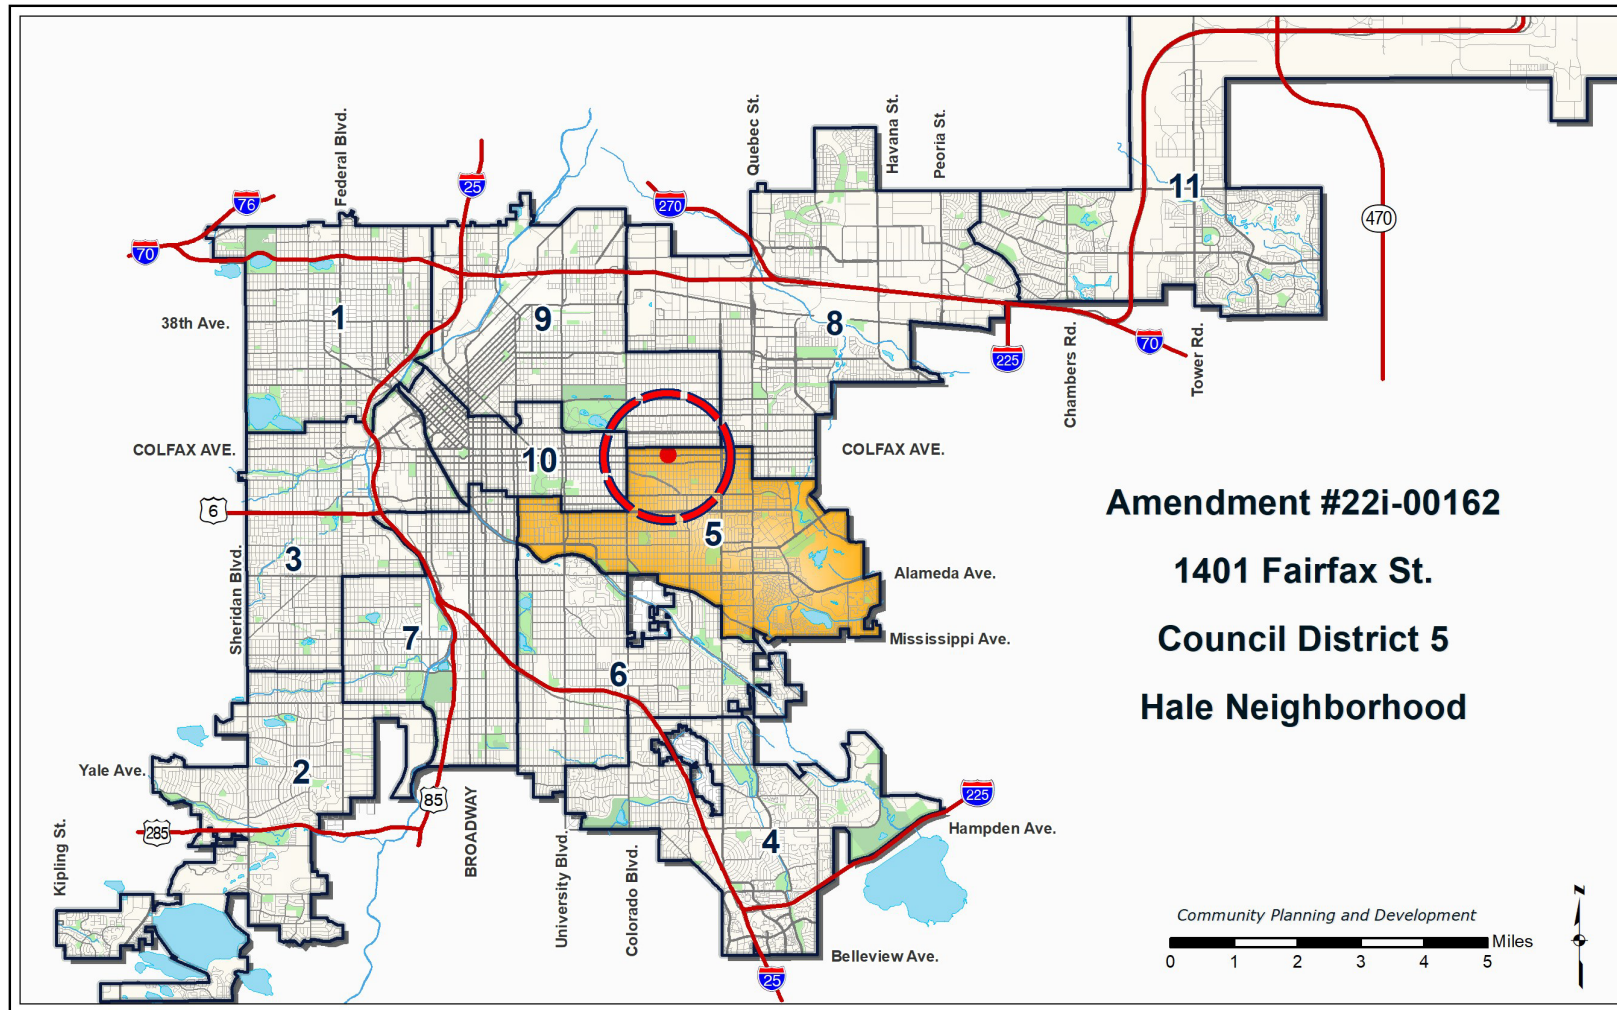 Federal Blvd.
Quebec St.
Havana St.
Peoria St.
76
25
270
11
470
70
38th Ave.
1
9
8
225
70
Chambers Rd.
Tower Rd.
COLFAX AVE.
10
COLFAX AVE.
6
3
5
Sheridan Blvd.
Alameda Ave.
7
Mississippi Ave.
6
Amendment #22i-00162
1401 Fairfax St.
Council District 5
Hale Neighborhood
Yale Ave.
2
85
225
285
BROADWAY
4
Hampden Ave.
Kipling St.
University Blvd.
Colorado Blvd.
Belleview Ave.
25
Community Planning and Development
Miles
0 1 2 3 4 5
z